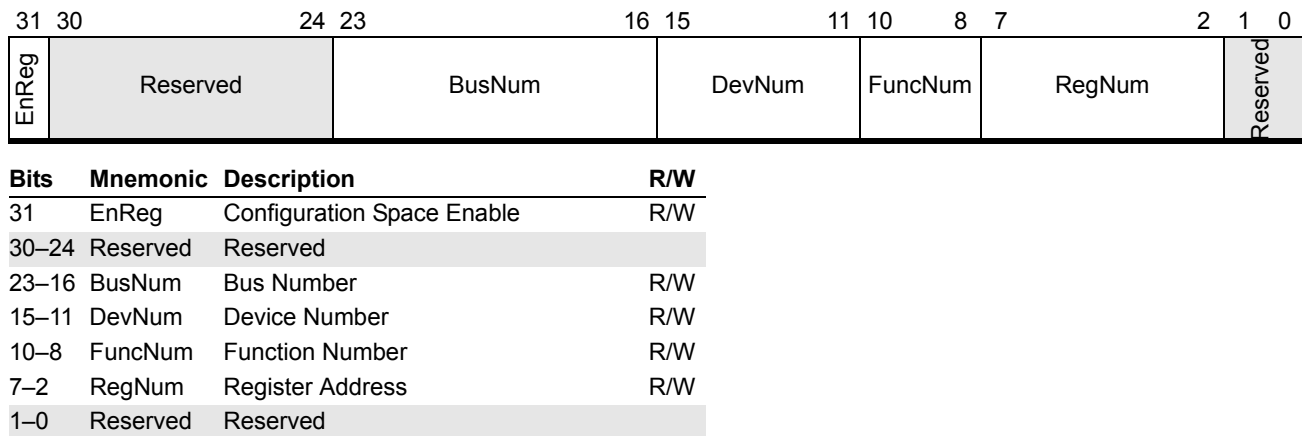 31 30 24 23 16 15 11 10 8 7 2 1 0
EnReg Reserved BusNum DevNum FuncNum RegNum Reserved
Bits Mnemonic Description R/W
31 EnReg Configuration Space Enable R/W
30–24 Reserved Reserved
23–16 BusNum Bus Number R/W
15–11 DevNum Device Number R/W
10–8 FuncNum Function Number R/W
7–2 RegNum Register Address R/W
1–0 Reserved Reserved